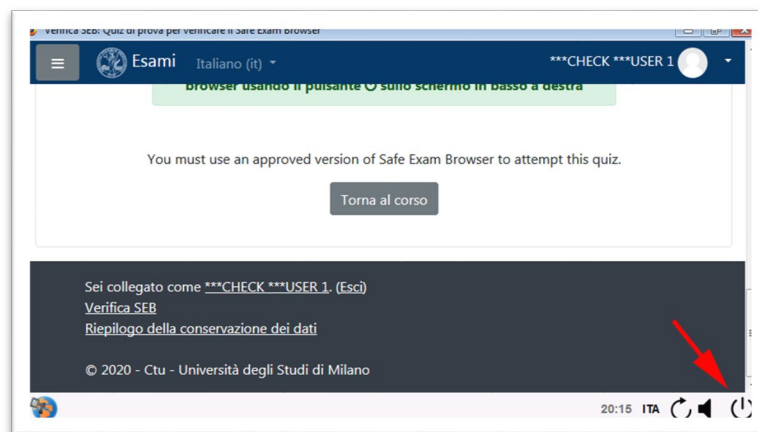 Verifica SEB: Quiz di prova per verificare il Safe Exam Browser
Esami Italiano (it) ***CHECK ***USER 1
browser usando il pulsante sullo schermo in basso a destra
You must use an approved version of Safe Exam Browser to attempt this quiz.
Torna al corso
Sei collegato come ***CHECK ***USER 1. (Esci)
Verifica SEB
Riepilogo della conservazione dei dati
© 2020 - Ctu - Università degli Studi di Milano
20:15 ITA